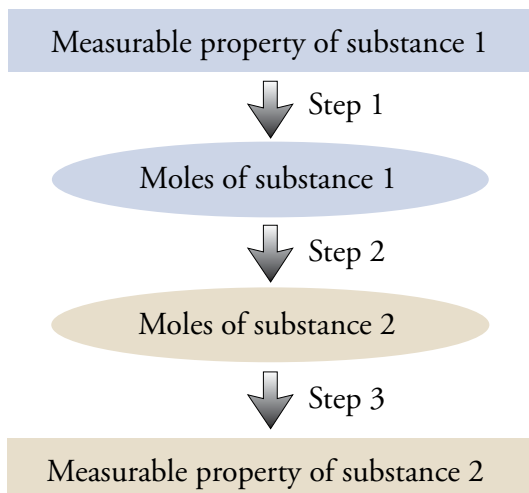 Measurable property of substance 1
Step 1
Moles of substance 1
Step 2
Moles of substance 2
Step 3
Measurable property of substance 2